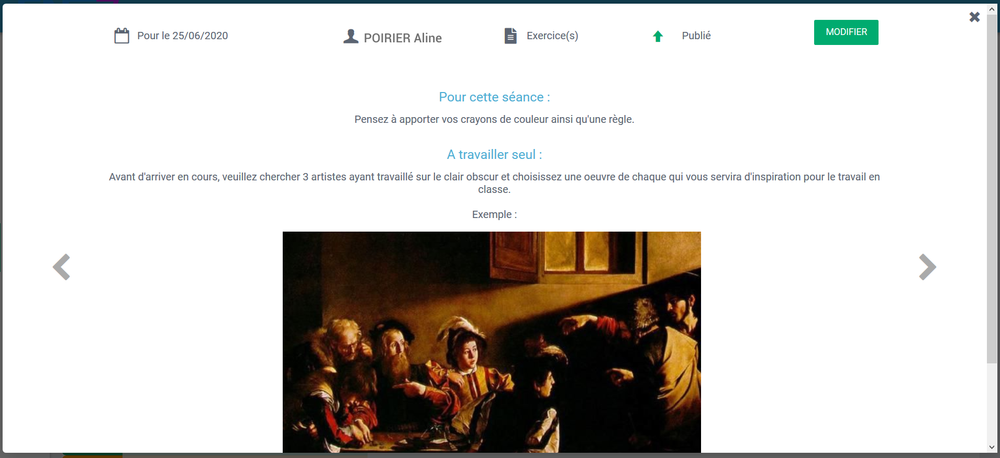 Pour le 25/06/2020
POIRIER Aline
Exercice(s)
Publié
MODIFIER
Pour cette séance :
Pensez à apporter vos crayons de couleur ainsi qu'une règle.
A travailler seul :
Avant d'arriver en cours, veuillez chercher 3 artistes ayant travaillé sur le clair obscur et choisissez une oeuvre de chaque qui vous servira d'inspiration pour le travail en
classe.
Exemple :